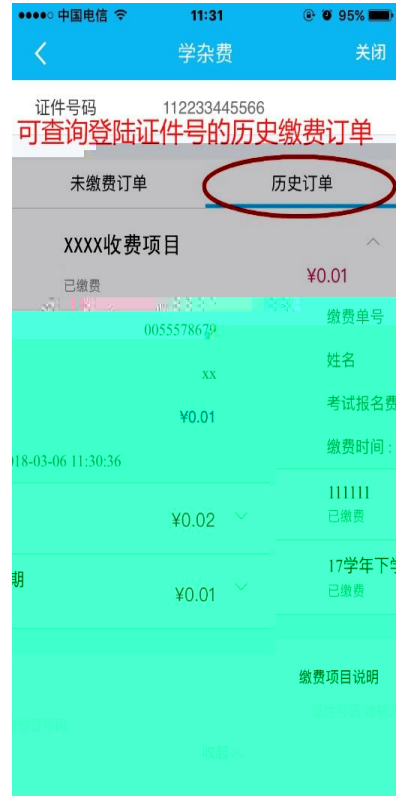 中国电信 11:31 95%
学杂费 关闭
证件号码 112233445566
可查询登陆证件号的历史缴费订单
未缴费订单 历史订单
XXXX收费项目
已缴费 ¥0.01
缴费单号
0055578679
姓名
xx
考试报名费
¥0.01
缴费时间：
18-03-06 11:30:36
111111
已缴费
¥0.02
17学年下学
期
已缴费
¥0.01
缴费项目说明